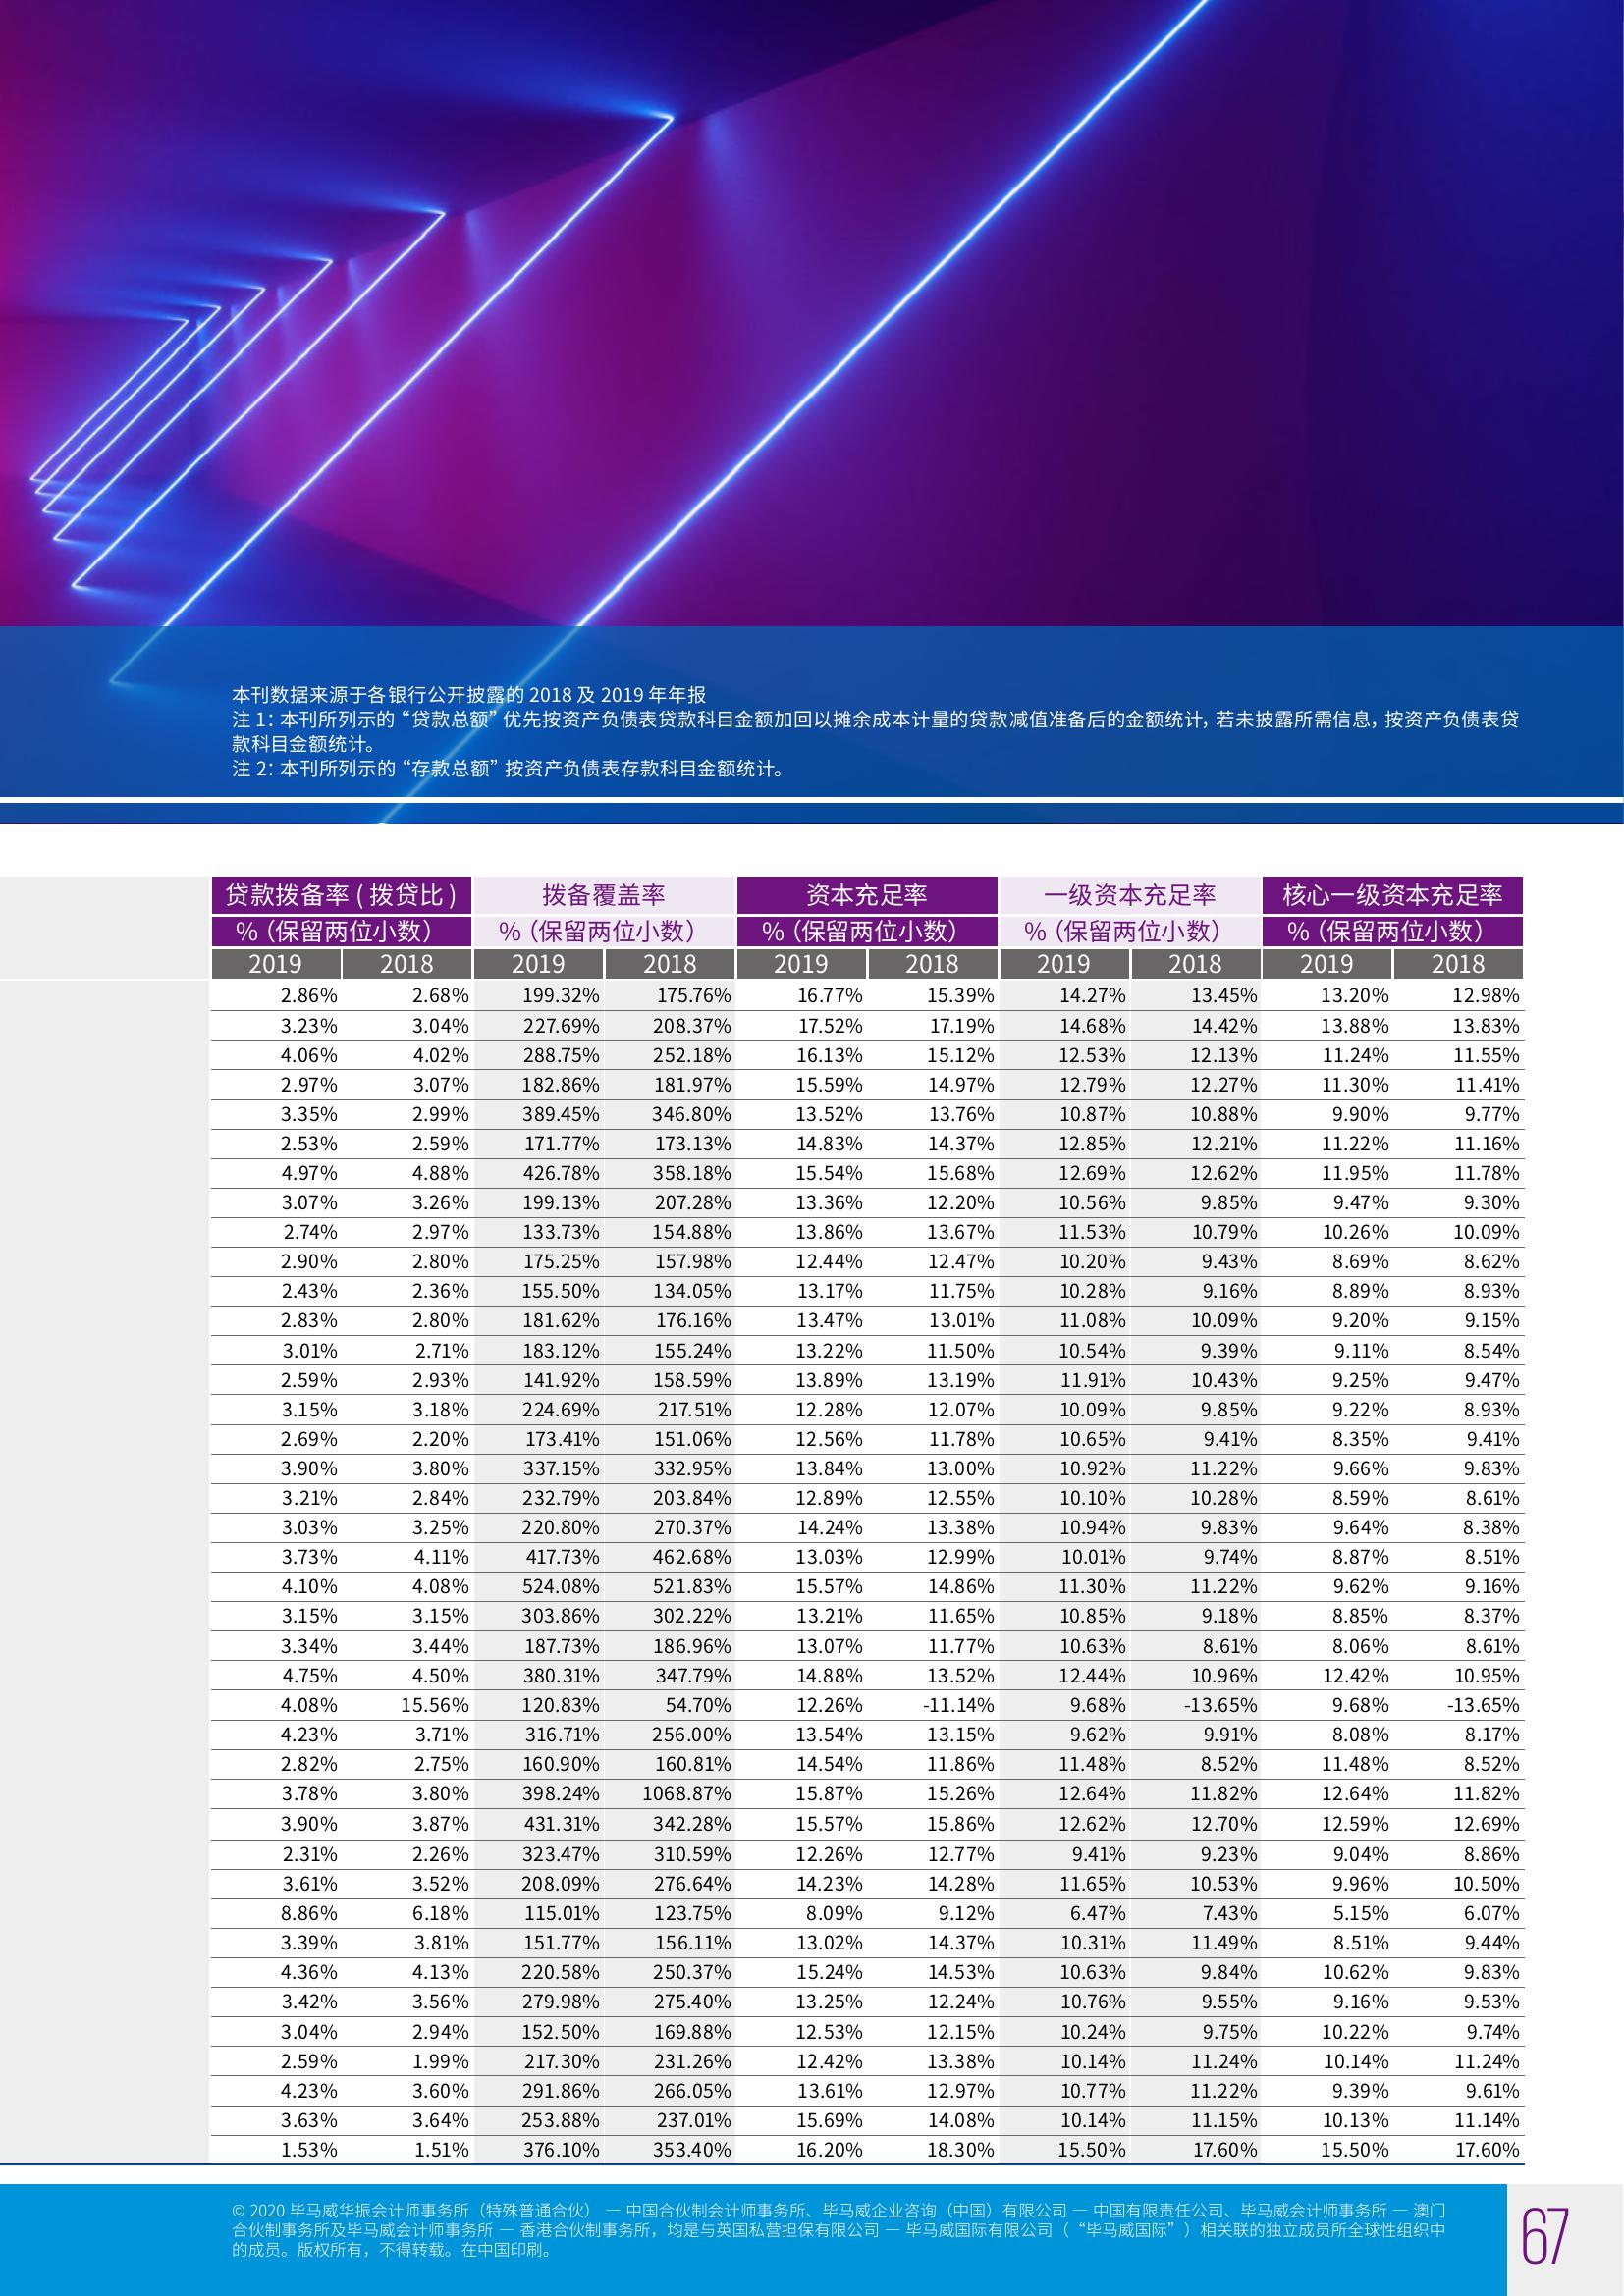 本刊数据来源于各银行公开披露的 2018 及 2019 年年报
注 1：本刊所列示的 “贷款总额” 优先按资产负债表贷款科目金额加回以摊余成本计量的贷款减值准备后的金额统计，若未披露所需信息，按资产负债表贷
款科目金额统计。
注 2：本刊所列示的 “存款总额” 按资产负债表存款科目金额统计。
贷款拨备率 ( 拨贷比 ) 拨备覆盖率 资本充足率 一级资本充足率 核心一级资本充足率
%（保留两位小数） %（保留两位小数） %（保留两位小数） %（保留两位小数） %（保留两位小数）
2019 2018 2019 2018 2019 2018 2019 2018 2019 2018
2.86% 2.68% 199.32% 175.76% 16.77% 15.39% 14.27% 13.45% 13.20% 12.98%
3.23% 3.04% 227.69% 208.37% 17.52% 17.19% 14.68% 14.42% 13.88% 13.83%
4.06% 4.02% 288.75% 252.18% 16.13% 15.12% 12.53% 12.13% 11.24% 11.55%
2.97% 3.07% 182.86% 181.97% 15.59% 14.97% 12.79% 12.27% 11.30% 11.41%
3.35% 2.99% 389.45% 346.80% 13.52% 13.76% 10.87% 10.88% 9.90% 9.77%
2.53% 2.59% 171.77% 173.13% 14.83% 14.37% 12.85% 12.21% 11.22% 11.16%
4.97% 4.88% 426.78% 358.18% 15.54% 15.68% 12.69% 12.62% 11.95% 11.78%
3.07% 3.26% 199.13% 207.28% 13.36% 12.20% 10.56% 9.85% 9.47% 9.30%
2.74% 2.97% 133.73% 154.88% 13.86% 13.67% 11.53% 10.79% 10.26% 10.09%
2.90% 2.80% 175.25% 157.98% 12.44% 12.47% 10.20% 9.43% 8.69% 8.62%
2.43% 2.36% 155.50% 134.05% 13.17% 11.75% 10.28% 9.16% 8.89% 8.93%
2.83% 2.80% 181.62% 176.16% 13.47% 13.01% 11.08% 10.09% 9.20% 9.15%
3.01% 2.71% 183.12% 155.24% 13.22% 11.50% 10.54% 9.39% 9.11% 8.54%
2.59% 2.93% 141.92% 158.59% 13.89% 13.19% 11.91% 10.43% 9.25% 9.47%
3.15% 3.18% 224.69% 217.51% 12.28% 12.07% 10.09% 9.85% 9.22% 8.93%
2.69% 2.20% 173.41% 151.06% 12.56% 11.78% 10.65% 9.41% 8.35% 9.41%
3.90% 3.80% 337.15% 332.95% 13.84% 13.00% 10.92% 11.22% 9.66% 9.83%
3.21% 2.84% 232.79% 203.84% 12.89% 12.55% 10.10% 10.28% 8.59% 8.61%
3.03% 3.25% 220.80% 270.37% 14.24% 13.38% 10.94% 9.83% 9.64% 8.38%
3.73% 4.11% 417.73% 462.68% 13.03% 12.99% 10.01% 9.74% 8.87% 8.51%
4.10% 4.08% 524.08% 521.83% 15.57% 14.86% 11.30% 11.22% 9.62% 9.16%
3.15% 3.15% 303.86% 302.22% 13.21% 11.65% 10.85% 9.18% 8.85% 8.37%
3.34% 3.44% 187.73% 186.96% 13.07% 11.77% 10.63% 8.61% 8.06% 8.61%
4.75% 4.50% 380.31% 347.79% 14.88% 13.52% 12.44% 10.96% 12.42% 10.95%
4.08% 15.56% 120.83% 54.70% 12.26% -11.14% 9.68% -13.65% 9.68% -13.65%
4.23% 3.71% 316.71% 256.00% 13.54% 13.15% 9.62% 9.91% 8.08% 8.17%
2.82% 2.75% 160.90% 160.81% 14.54% 11.86% 11.48% 8.52% 11.48% 8.52%
3.78% 3.80% 398.24% 1068.87% 15.87% 15.26% 12.64% 11.82% 12.64% 11.82%
3.90% 3.87% 431.31% 342.28% 15.57% 15.86% 12.62% 12.70% 12.59% 12.69%
2.31% 2.26% 323.47% 310.59% 12.26% 12.77% 9.41% 9.23% 9.04% 8.86%
3.61% 3.52% 208.09% 276.64% 14.23% 14.28% 11.65% 10.53% 9.96% 10.50%
8.86% 6.18% 115.01% 123.75% 8.09% 9.12% 6.47% 7.43% 5.15% 6.07%
3.39% 3.81% 151.77% 156.11% 13.02% 14.37% 10.31% 11.49% 8.51% 9.44%
4.36% 4.13% 220.58% 250.37% 15.24% 14.53% 10.63% 9.84% 10.62% 9.83%
3.42% 3.56% 279.98% 275.40% 13.25% 12.24% 10.76% 9.55% 9.16% 9.53%
3.04% 2.94% 152.50% 169.88% 12.53% 12.15% 10.24% 9.75% 10.22% 9.74%
2.59% 1.99% 217.30% 231.26% 12.42% 13.38% 10.14% 11.24% 10.14% 11.24%
4.23% 3.60% 291.86% 266.05% 13.61% 12.97% 10.77% 11.22% 9.39% 9.61%
3.63% 3.64% 253.88% 237.01% 15.69% 14.08% 10.14% 11.15% 10.13% 11.14%
1.53% 1.51% 376.10% 353.40% 16.20% 18.30% 15.50% 17.60% 15.50% 17.60%
© 2020 毕马威华振会计师事务所（特殊普通合伙） — 中国合伙制会计师事务所、毕马威企业咨询（中国）有限公司 — 中国有限责任公司、毕马威会计师事务所 — 澳门
合伙制事务所及毕马威会计师事务所 — 香港合伙制事务所，均是与英国私营担保有限公司 — 毕马威国际有限公司（ “毕马威国际” ）相关联的独立成员所全球性组织中
的成员。版权所有，不得转载。在中国印刷。
67